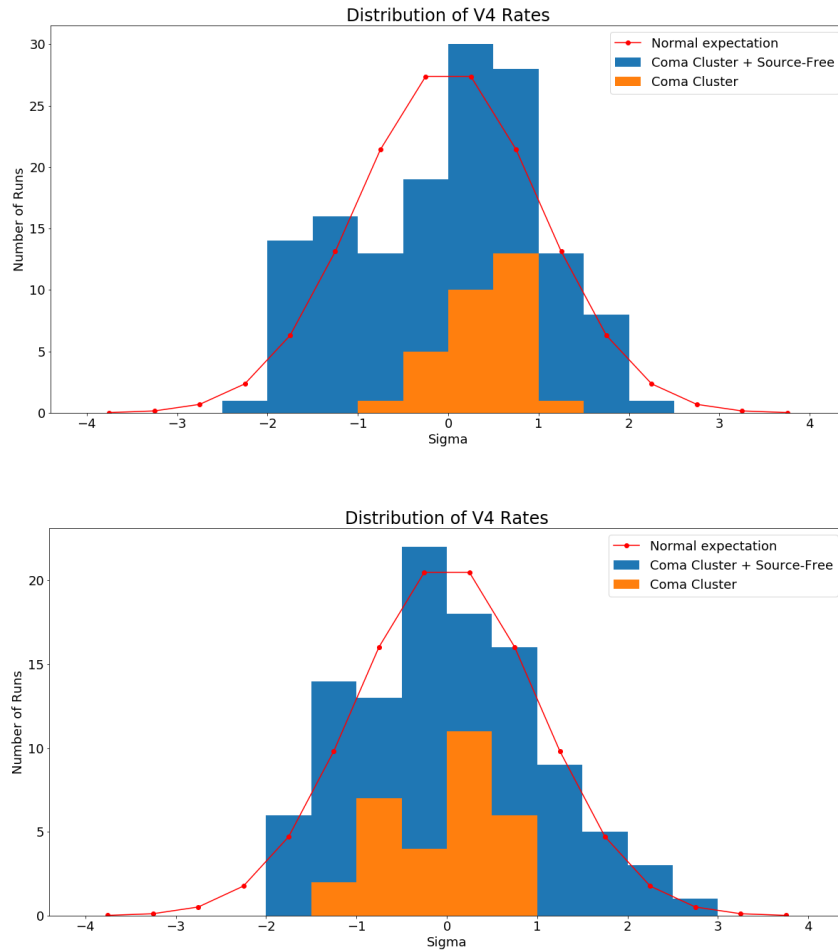 Distribution of V4 Rates
Normal expectation
Coma Cluster + Source-Free
Coma Cluster
Number of Runs
30
25
20
15
10
5
0
−4 −3 −2 −1 0 1 2 3 4
Sigma
Distribution of V4 Rates
Normal expectation
Coma Cluster + Source-Free
Coma Cluster
Number of Runs
20
15
10
5
0
−4 −3 −2 −1 0 1 2 3 4
Sigma